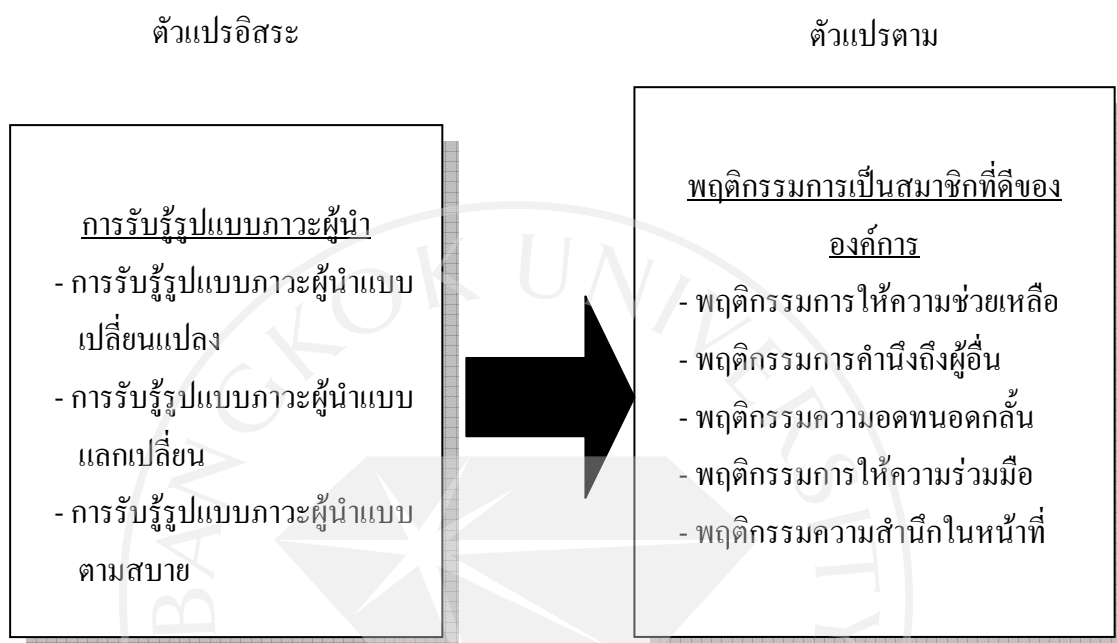 ตัวแปรอิสระ
ตัวแปรตาม
การรับรู้รูปแบบภาวะผู้นำ
- การรับรู้รูปแบบภาวะผู้นำแบบ
เปลี่ยนแปลง
- การรับรู้รูปแบบภาวะผู้นำแบบ
แลกเปลี่ยน
- การรับรู้รูปแบบภาวะผู้นำแบบ
ตามสบาย
พฤติกรรมการเป็นสมาชิกที่ดีของ
องค์การ
- พฤติกรรมการให้ความช่วยเหลือ
- พฤติกรรมการคำนึงถึงผู้อื่น
- พฤติกรรมความอดทนอดกลั้น
- พฤติกรรมการให้ความร่วมมือ
- พฤติกรรมความสำนึกในหน้าที่
BANGKOK UNIVERSITY